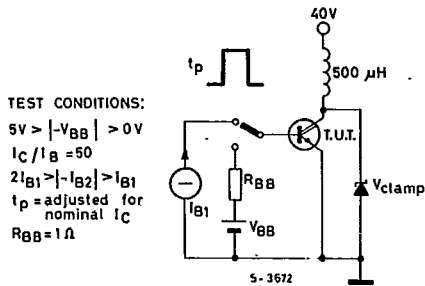 40V
tp
500 μH
TEST CONDITIONS:
5V > |-VBB| > 0V
IC/IB = 50
2IB1 > |-IB2| > IB1
tp = adjusted for
nominal IC
RBB = 1Ω
T.U.T.
Vclamp
RBB
IB1
VBB
S-3672